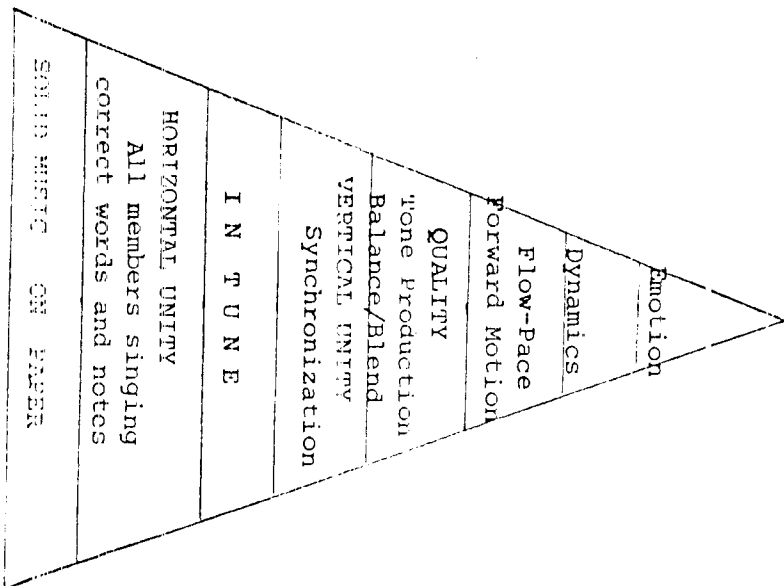 Emotion
Dynamics
Flow-Pace
Forward Motion
QUALITY
Tone Production
Balance/Blend
VERTICAL UNITY
Synchronization
I N T U N E
HORIZONTAL UNITY
All members singing
correct words and notes
SOLID MUSIC ON PAPER